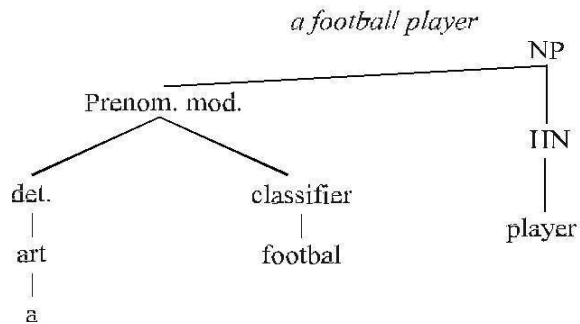 a football player
NP
Prenom. mod.
HN
det. classifier
player
art footbal
a